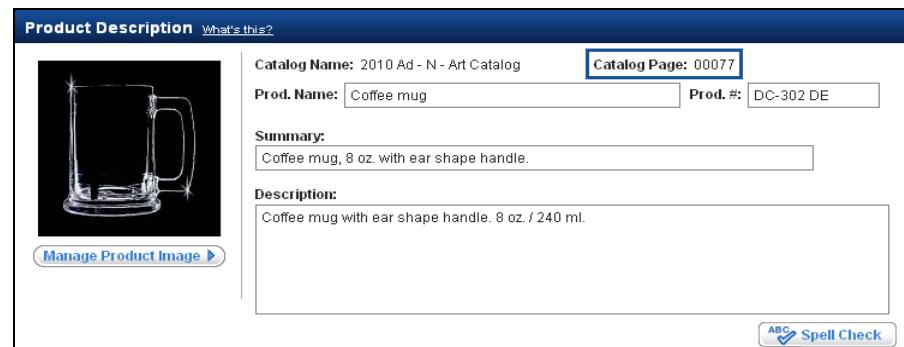 Product Description What's this?
Catalog Name: 2010 Ad - N - Art Catalog Catalog Page: 00077
Prod. Name: Coffee mug Prod. #: DC-302 DE
Summary:
Coffee mug, 8 oz. with ear shape handle.
Description:
Coffee mug with ear shape handle. 8 oz. / 240 ml.
Manage Product Image
ABC Spell Check